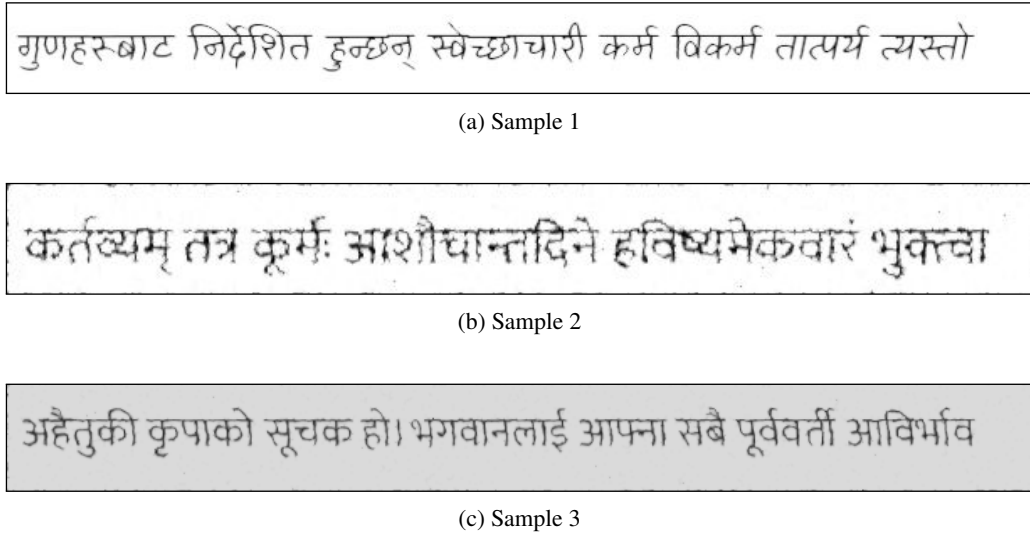 गुणहरूबाट निर्देशित हुन्छन् स्वेच्छाचारी कर्म विकर्म तात्पर्य त्यस्तो
(a) Sample 1
कर्तव्यम् तत्र कूर्मः आशौचान्तदिने हविष्यमेकवारं भुक्त्वा
(b) Sample 2
अहैतुकी कृपाको सूचक हो। भगवानलाई आफ्ना सबै पूर्ववर्ती आविर्भाव
(c) Sample 3